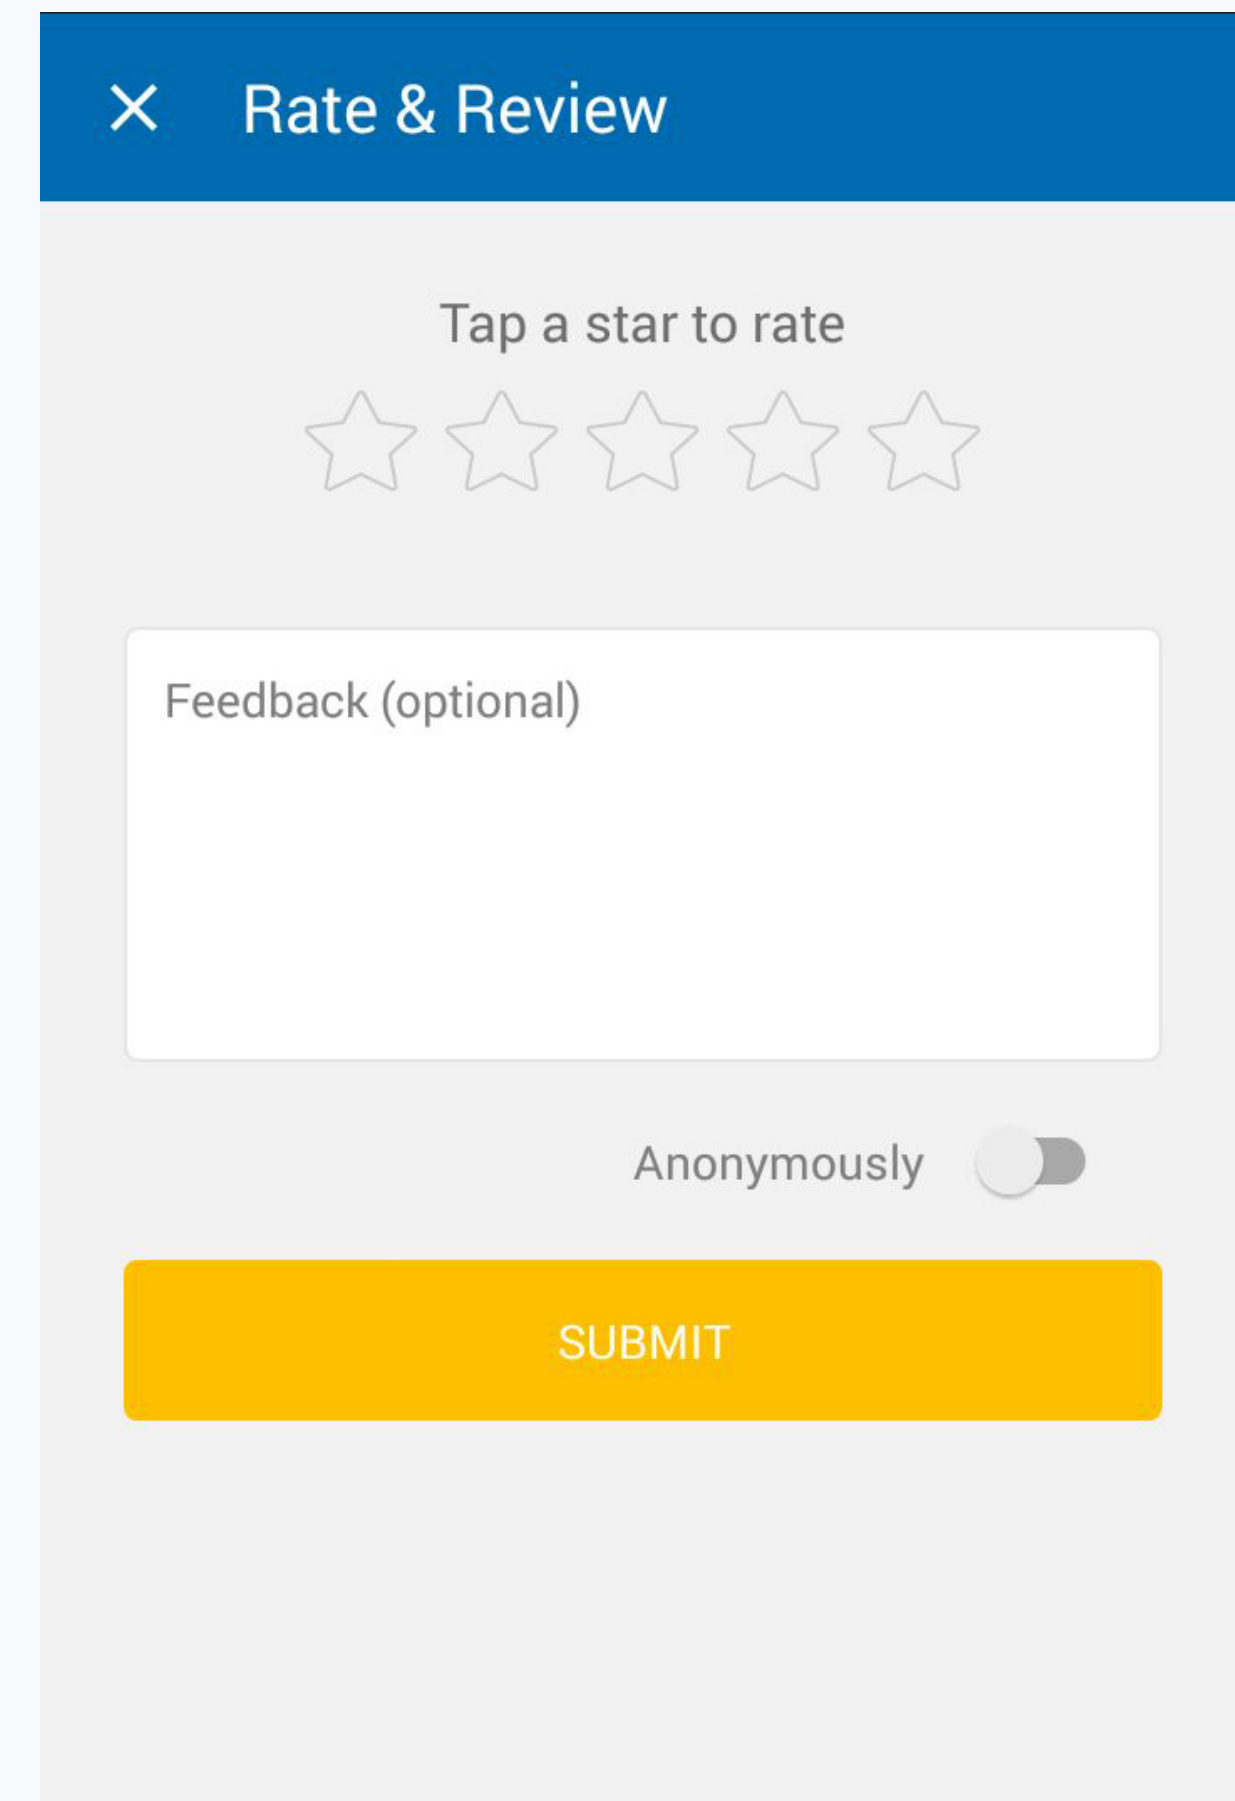 Rate & Review
Tap a star to rate
Feedback (optional)
Anonymously
SUBMIT